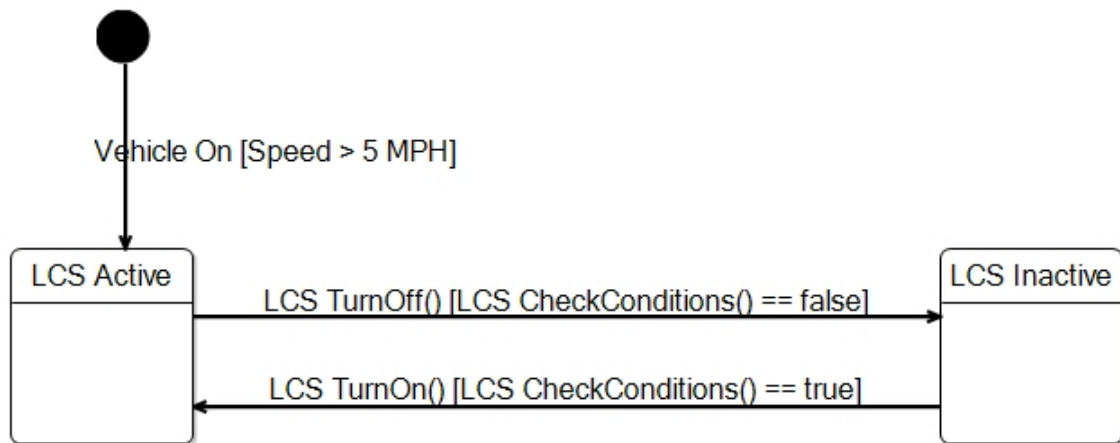 Vehicle On [Speed > 5 MPH]
LCS Active
LCS Inactive
LCS TurnOff() [LCS CheckConditions() == false]
LCS TurnOn() [LCS CheckConditions() == true]